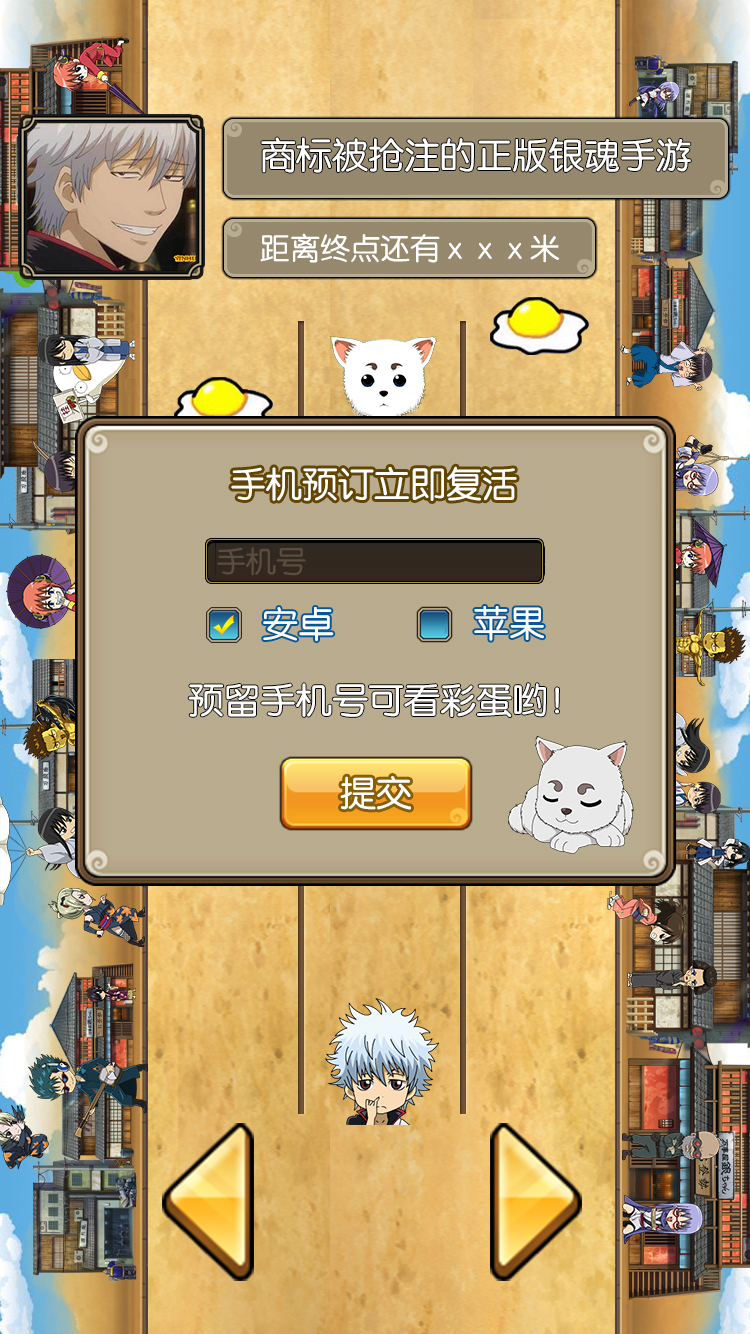 商标被抢注的正版银魂手游
距离终点还有ｘｘｘ米
手机预订立即复活
手机号
安卓
苹果
预留手机号可看彩蛋哟！
提交